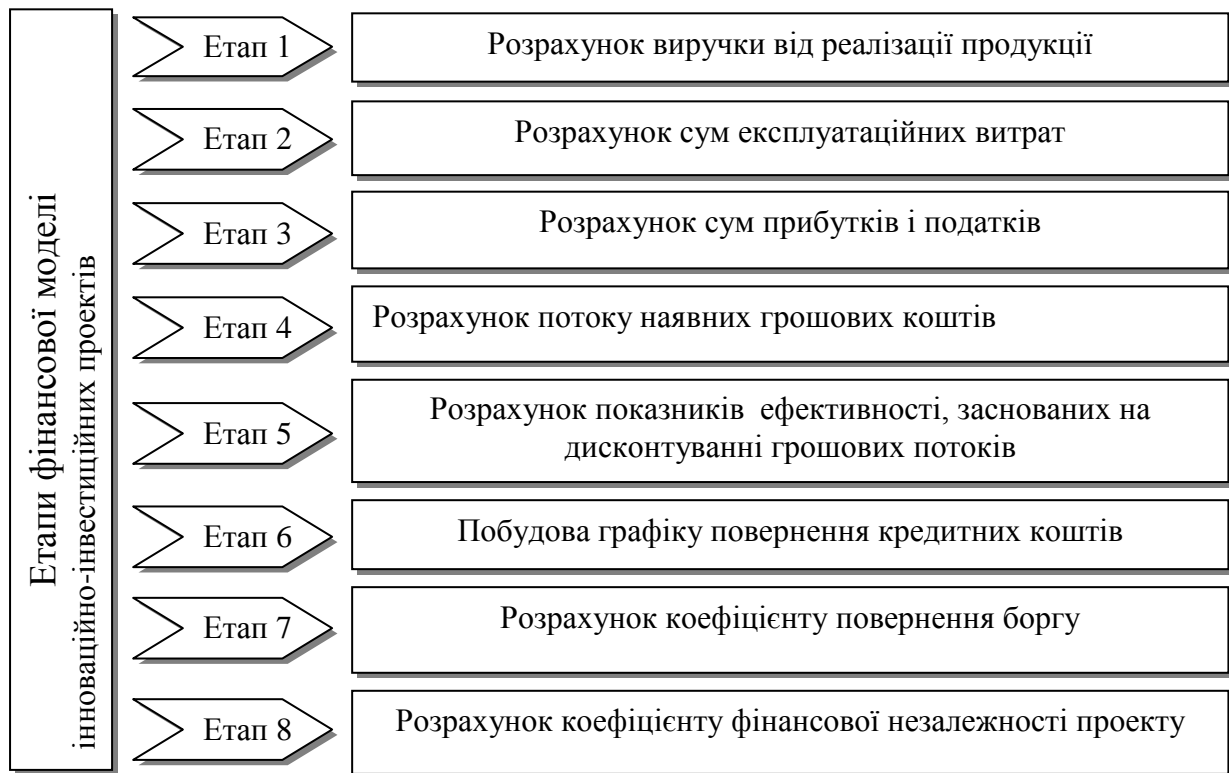 Етапи фінансової моделі
інноваційно-інвестиційних проектів
Етап 1
Розрахунок виручки від реалізації продукції
Етап 2
Розрахунок сум експлуатаційних витрат
Етап 3
Розрахунок сум прибутків і податків
Етап 4
Розрахунок потоку наявних грошових коштів
Етап 5
Розрахунок показників  ефективності, заснованих на
дисконтуванні грошових потоків
Етап 6
Побудова графіку повернення кредитних коштів
Етап 7
Розрахунок коефіцієнту повернення боргу
Етап 8
Розрахунок коефіцієнту фінансової незалежності проекту